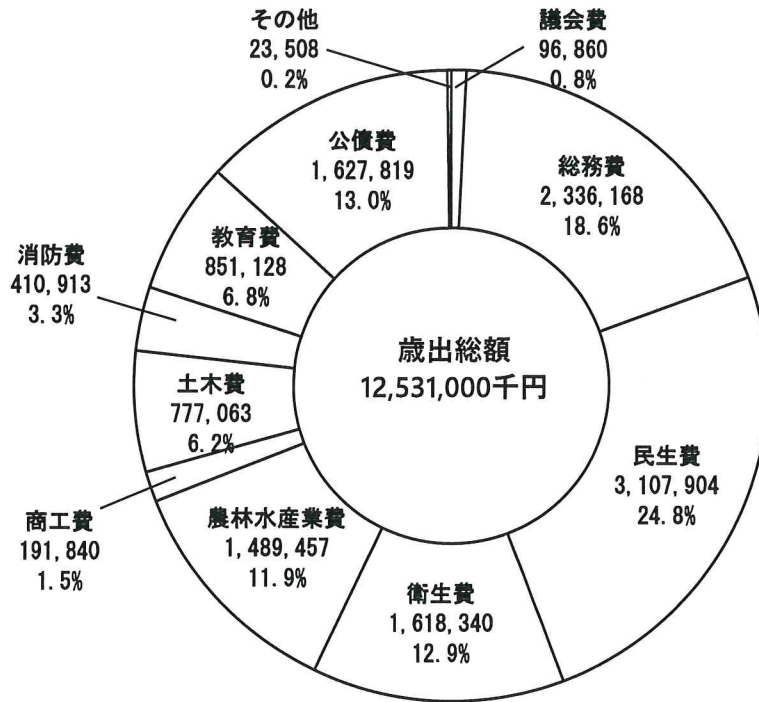 その他
23,508
0.2%
議会費
96,860
0.8%
総務費
2,336,168
18.6%
民生費
3,107,904
24.8%
衛生費
1,618,340
12.9%
農林水産業費
1,489,457
11.9%
商工費
191,840
1.5%
土木費
777,063
6.2%
消防費
410,913
3.3%
教育費
851,128
6.8%
公債費
1,627,819
13.0%
歳出総額
12,531,000千円